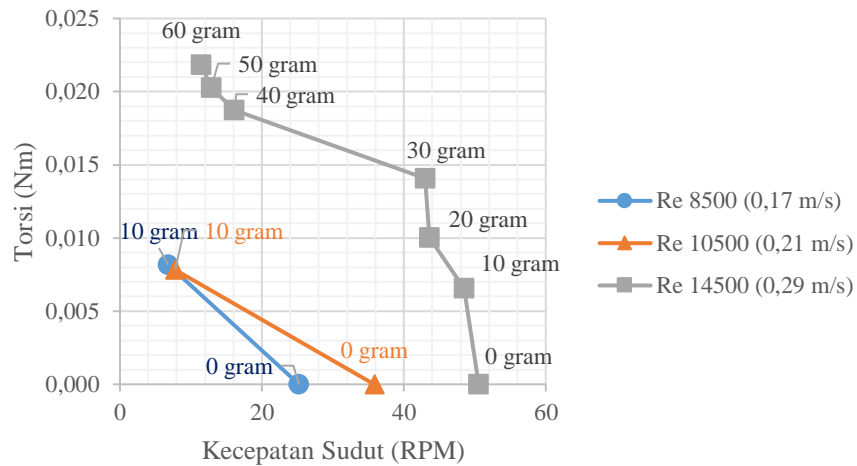 0,025
60 gram
50 gram
0,020
40 gram
0,015
30 gram
Torsi (Nm)
20 gram
0,010
10 gram 10 gram
10 gram
0,005
0 gram
0 gram
0 gram
0,000
0 20 40 60
Kecepatan Sudut (RPM)
Re 8500 (0,17 m/s)
Re 10500 (0,21 m/s)
Re 14500 (0,29 m/s)